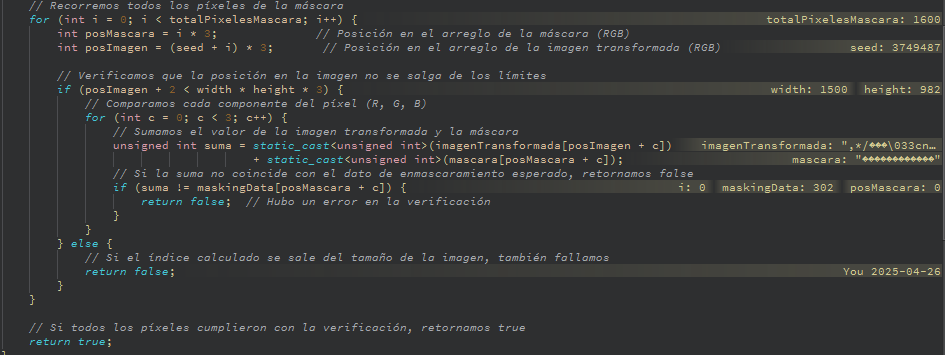 // Recorremos todos los píxeles de la máscara
for (int i = 0; i < totalPixelesMascara; i++) { totalPixelesMascara: 1600
int posMascara = i * 3; // Posición en el arreglo de la máscara (RGB)
int posImagen = (seed + i) * 3; // Posición en el arreglo de la imagen transformada (RGB) seed: 3749487
// Verificamos que la posición en la imagen no se salga de los límites
if (posImagen + 2 < width * height * 3) { width: 1500 height: 982
// Comparamos cada componente del píxel (R, G, B)
for (int c = 0; c < 3; c++) {
// Sumamos el valor de la imagen transformada y la máscara
unsigned int suma = static_cast<unsigned int>(imagenTransformada[posImagen + c]) imagenTransformada: ",*/���\033cn…
+ static_cast<unsigned int>(mascara[posMascara + c]); mascara: "�������������"
// Si la suma no coincide con el dato de enmascaramiento esperado, retornamos false
if (suma != maskingData[posMascara + c]) { i: 0 maskingData: 302 posMascara: 0
return false; // Hubo un error en la verificación
}
}
} else {
// Si el índice calculado se sale del tamaño de la imagen, también fallamos
return false; You 2025-04-26
}
}
// Si todos los píxeles cumplieron con la verificación, retornamos true
return true;